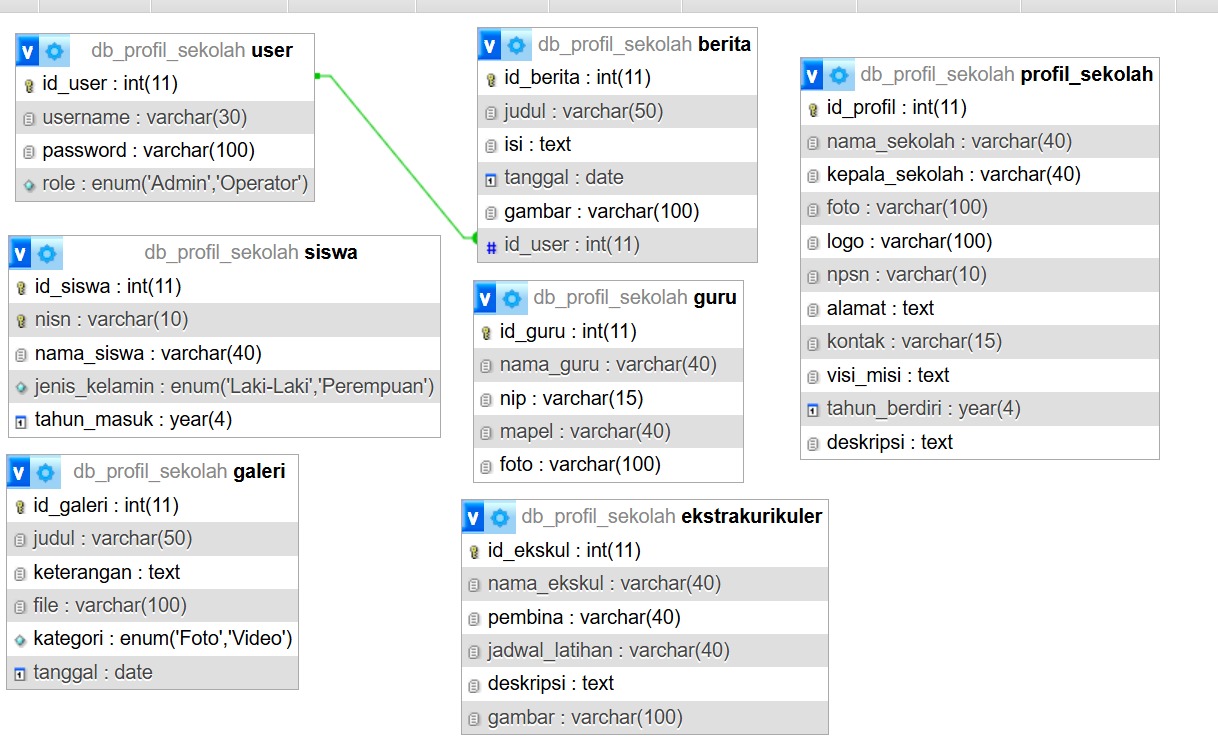 db_profil_sekolah user
id_user : int(11)
username : varchar(30)
password : varchar(100)
role : enum('Admin','Operator')
db_profil_sekolah berita
id_berita : int(11)
judul : varchar(50)
isi : text
tanggal : date
gambar : varchar(100)
# id_user : int(11)
db_profil_sekolah profil_sekolah
id_profil : int(11)
nama_sekolah : varchar(40)
kepala_sekolah : varchar(40)
foto : varchar(100)
logo : varchar(100)
npsn : varchar(10)
alamat : text
kontak : varchar(15)
visi_misi : text
tahun_berdiri : year(4)
deskripsi : text
db_profil_sekolah siswa
id_siswa : int(11)
nisn : varchar(10)
nama_siswa : varchar(40)
jenis_kelamin : enum('Laki-Laki','Perempuan')
tahun_masuk : year(4)
db_profil_sekolah guru
id_guru : int(11)
nama_guru : varchar(40)
nip : varchar(15)
mapel : varchar(40)
foto : varchar(100)
db_profil_sekolah galeri
id_galeri : int(11)
judul : varchar(50)
keterangan : text
file : varchar(100)
kategori : enum('Foto','Video')
tanggal : date
db_profil_sekolah ekstrakurikuler
id_ekskul : int(11)
nama_ekskul : varchar(40)
pembina : varchar(40)
jadwal_latihan : varchar(40)
deskripsi : text
gambar : varchar(100)